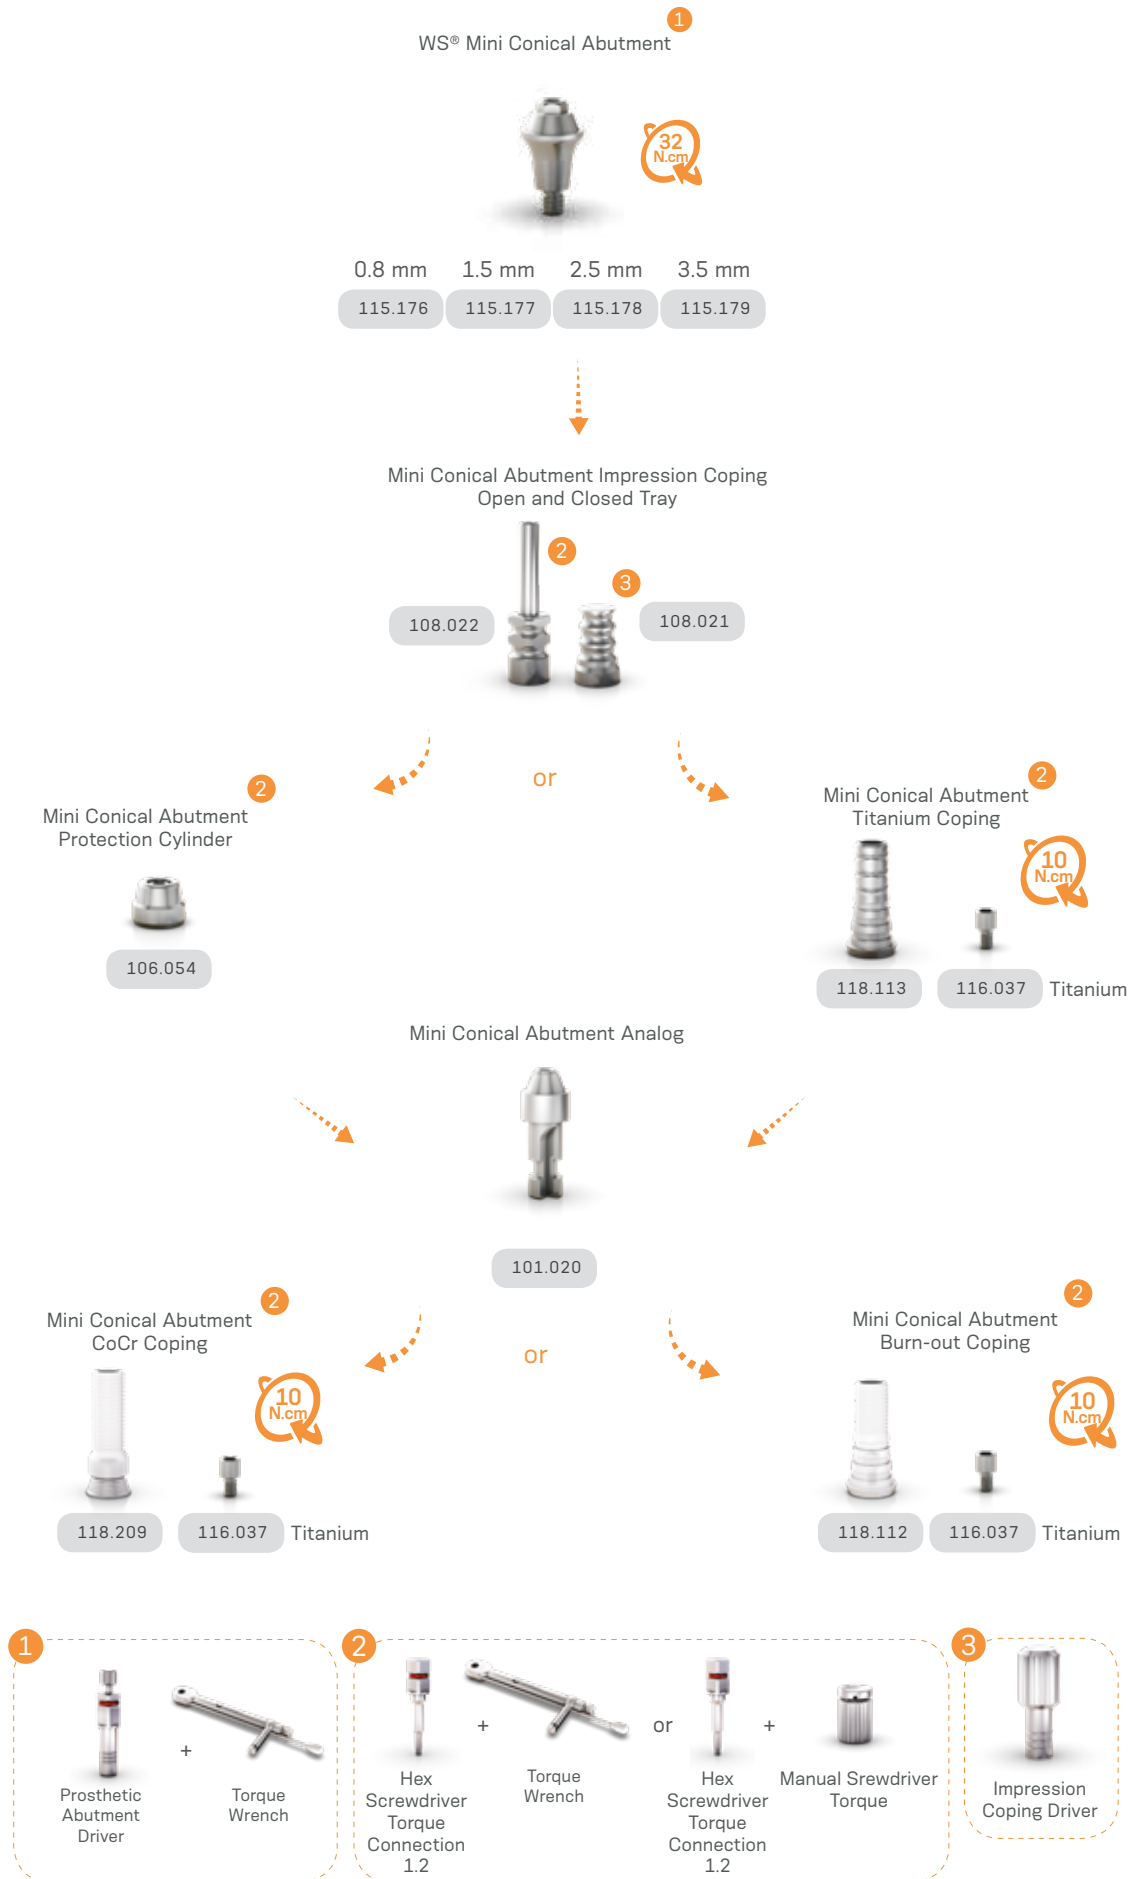 1
WS® Mini Conical Abutment
32
N.cm
0.8 mm 1.5 mm 2.5 mm 3.5 mm
115.176 115.177 115.178 115.179
Mini Conical Abutment Impression Coping
Open and Closed Tray
2
3
108.022
108.021
or
2
Mini Conical Abutment
Protection Cylinder
106.054
2
Mini Conical Abutment
Titanium Coping
10
N.cm
118.113 116.037 Titanium
Mini Conical Abutment Analog
101.020
2
Mini Conical Abutment
CoCr Coping
10
N.cm
118.209 116.037 Titanium
or
2
Mini Conical Abutment
Burn-out Coping
10
N.cm
118.112 116.037 Titanium
1
Prosthetic
Abutment
Driver
+
Torque
Wrench
2
Hex
Screwdriver
Torque
Connection
1.2
+
Torque
Wrench
or
Hex
Screwdriver
Torque
Connection
1.2
+
Manual Srewdriver
Torque
3
Impression
Coping Driver